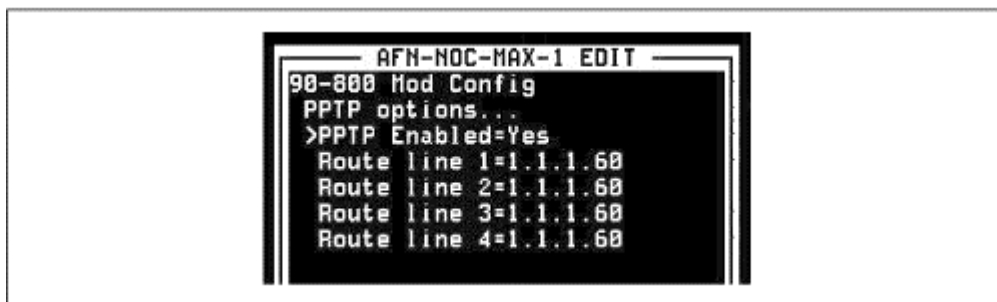 AFN-NOC-MAX-1 EDIT
90-800 Mod Config
PPTP options...
>PPTP Enabled=Yes
Route line 1=1.1.1.60
Route line 2=1.1.1.60
Route line 3=1.1.1.60
Route line 4=1.1.1.60